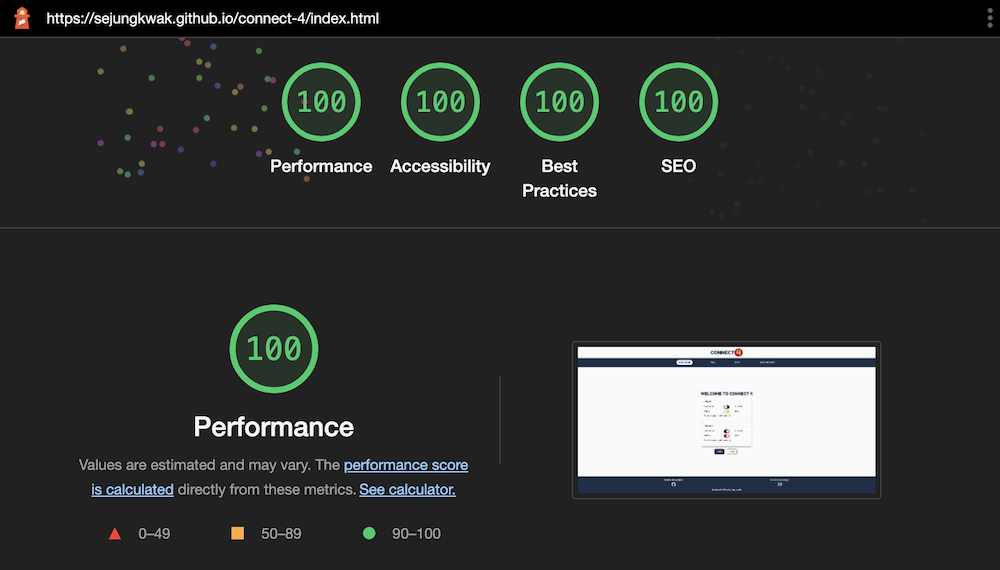 https://sejungkwak.github.io/connect-4/index.html
100 100 100 100
Performance Accessibility Best Practices SEO
100
Performance
Values are estimated and may vary. The performance score
is calculated directly from these metrics. See calculator.
0–49 50–89 90–100
CONNECT 4
WELCOME TO CONNECT 4